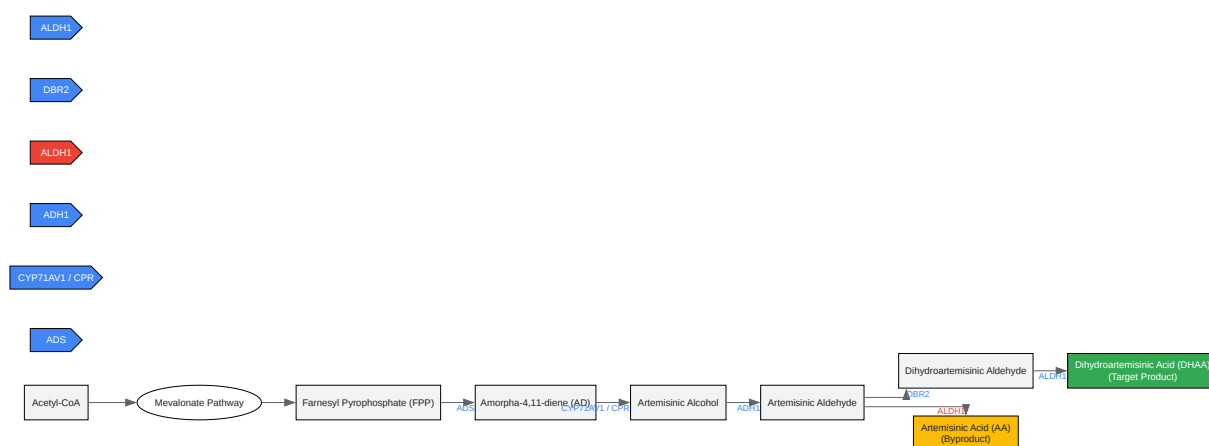 ALDH1
DBR2
ALDH1
ADH1
CYP71AV1 / CPR
ADS
Acetyl-CoA
Mevalonate Pathway
Farnesyl Pyrophosphate (FPP)
ADS
Amorpha-4,11-diene (AD)
CYP71AV1 / CPR
Artemisinic Alcohol
ADH1
Artemisinic Aldehyde
DBR2
Dihydroartemisinic Aldehyde
ALDH1
Dihydroartemisinic Acid (DHAA)
(Target Product)
ALDH1
Artemisinic Acid (AA)
(Byproduct)